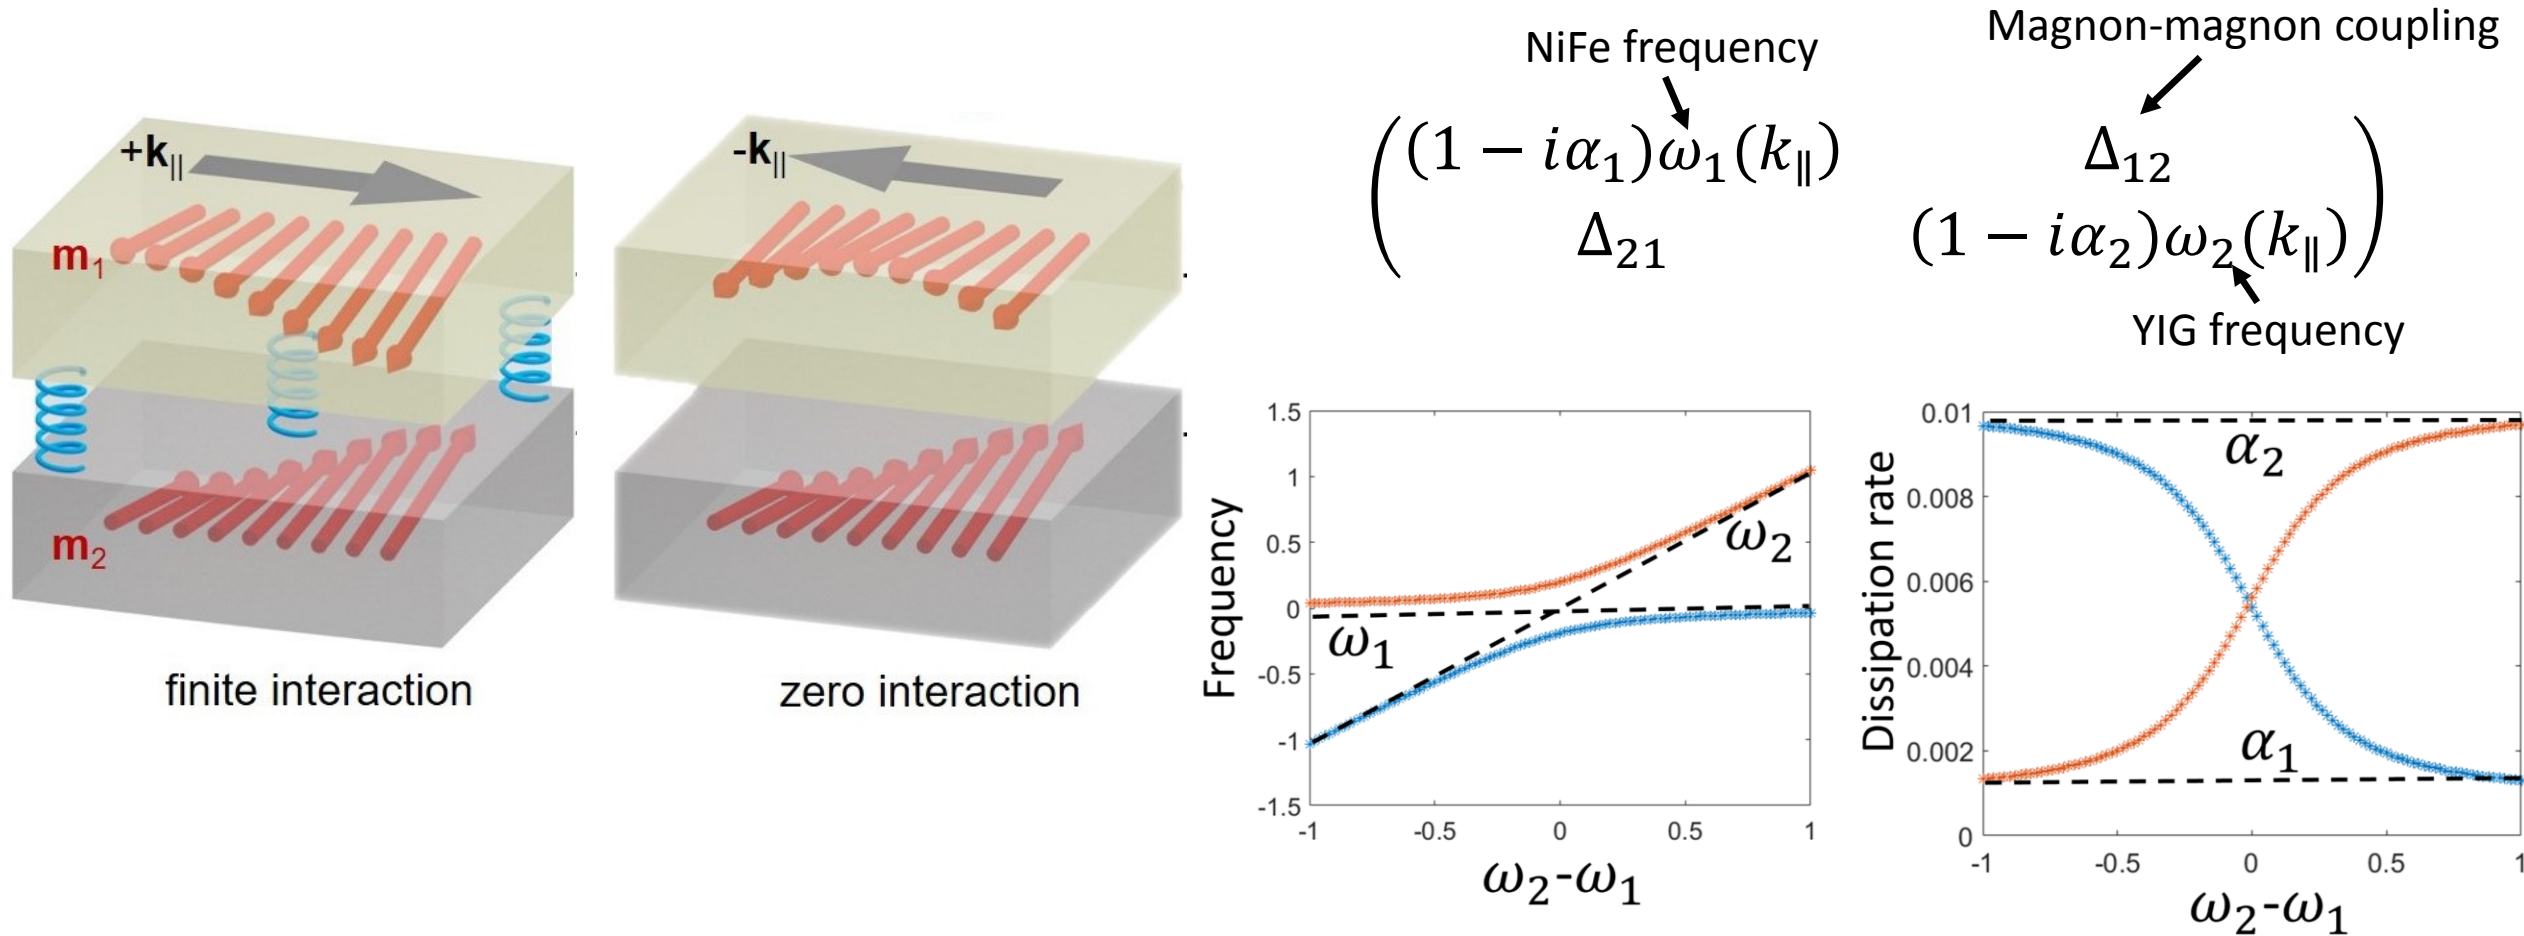 +k||
m1
m2
finite interaction
-k||
zero interaction
NiFe frequency
Magnon-magnon coupling
(1 − iα₁)ω₁(k∥) Δ₁₂
Δ₂₁ (1 − iα₂)ω₂(k∥)
YIG frequency
Frequency
1.5
1
0.5
0
-0.5
-1
-1.5
ω₂
ω₁
-1 -0.5 0 0.5 1
ω₂-ω₁
Dissipation rate
0.01
0.008
0.006
0.004
0.002
0
α₂
α₁
-1 -0.5 0 0.5 1
ω₂-ω₁